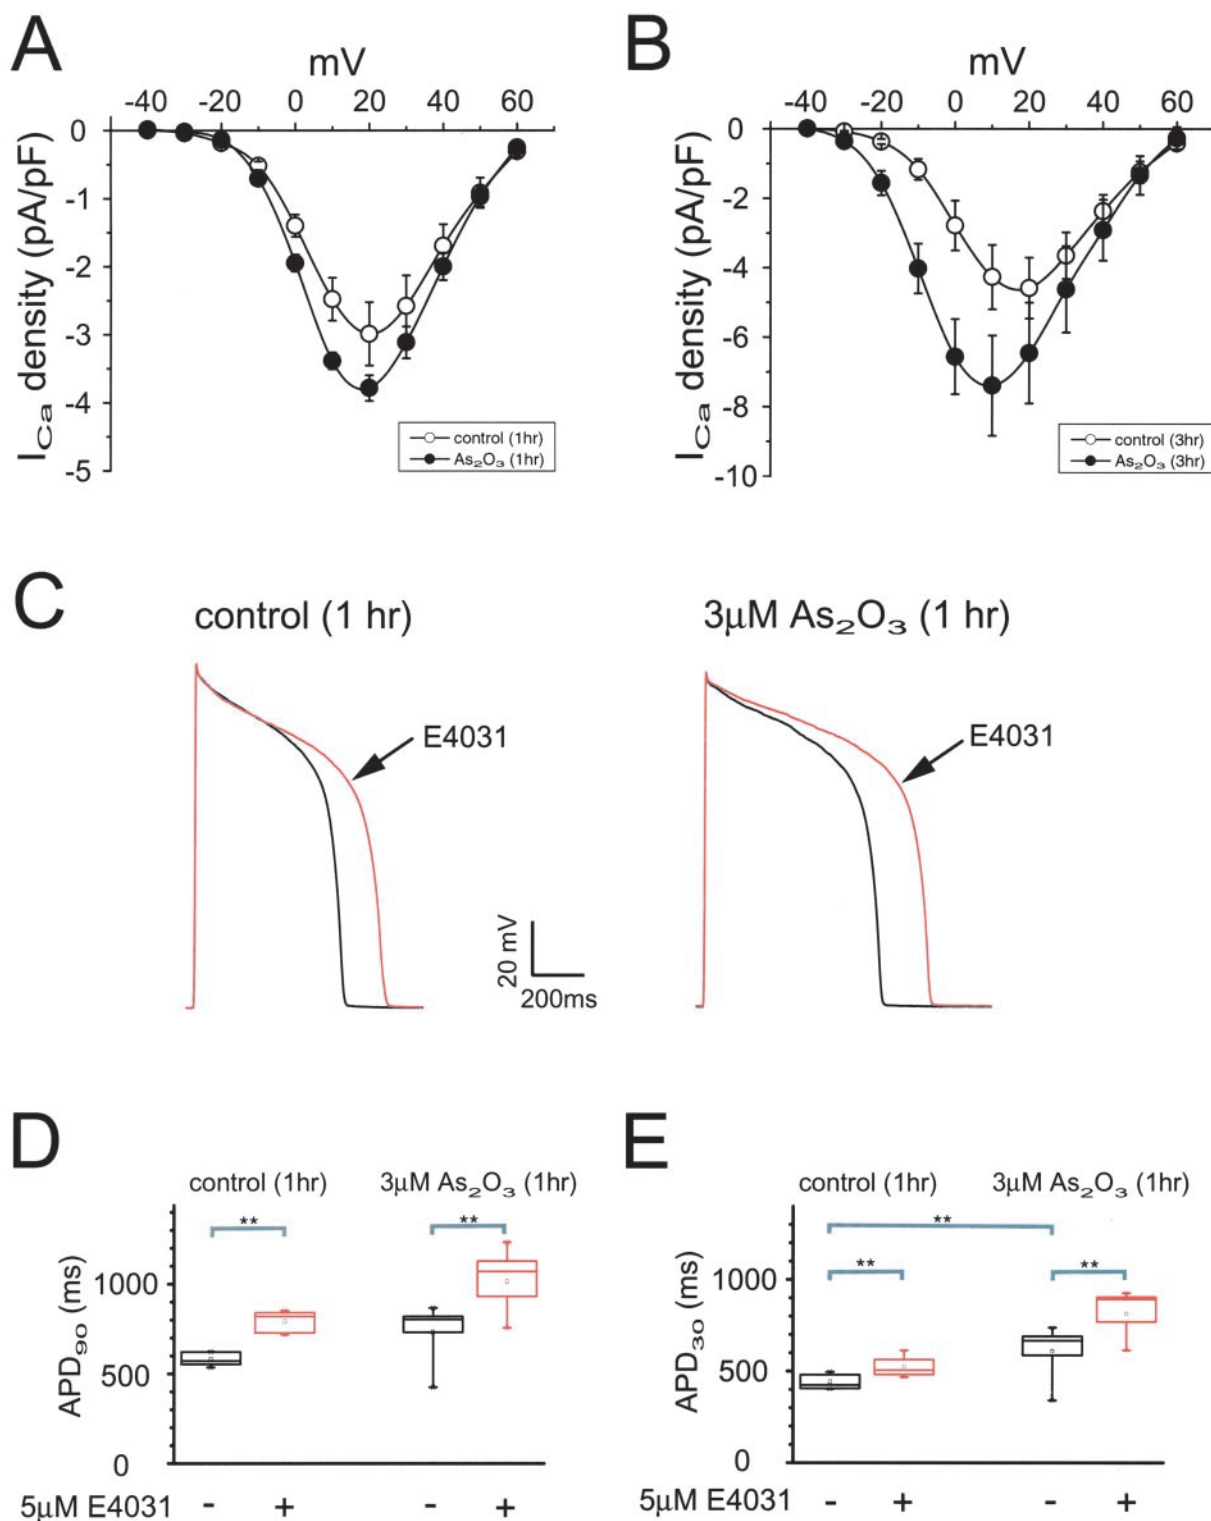 A
mV
-40 -20 0 20 40 60
0
-1
-2
-3
-4
-5
I_Ca density (pA/pF)
control (1hr)
As₂O₃ (1hr)
B
mV
-40 -20 0 20 40 60
0
-2
-4
-6
-8
-10
I_Ca density (pA/pF)
control (3hr)
As₂O₃ (3hr)
C
control (1 hr)
3μM As₂O₃ (1 hr)
E4031
E4031
20 mV
200ms
D
control (1hr) 3μM As₂O₃ (1hr)
** **
1000
500
0
APD₉₀ (ms)
5μM E4031 - + - +
E
control (1hr) 3μM As₂O₃ (1hr)
**
** **
1000
500
0
APD₃₀ (ms)
5μM E4031 - + - +